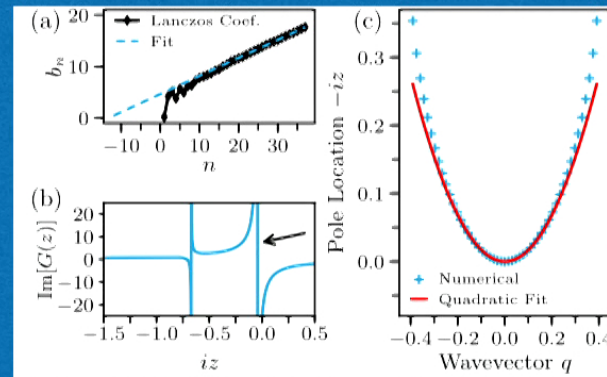 (a)
20
10
0
bₙ
Lanczos Coef.
Fit
−10 0 10 20 30
n
(b)
20
10
0
−10
−20
Im[G(z)]
−1.5 −1.0 −0.5 0.0 0.5
iz
(c)
0.3
0.2
0.1
0.0
Pole Location −iz
Numerical
Quadratic Fit
−0.4 −0.2 0.0 0.2 0.4
Wavevector q